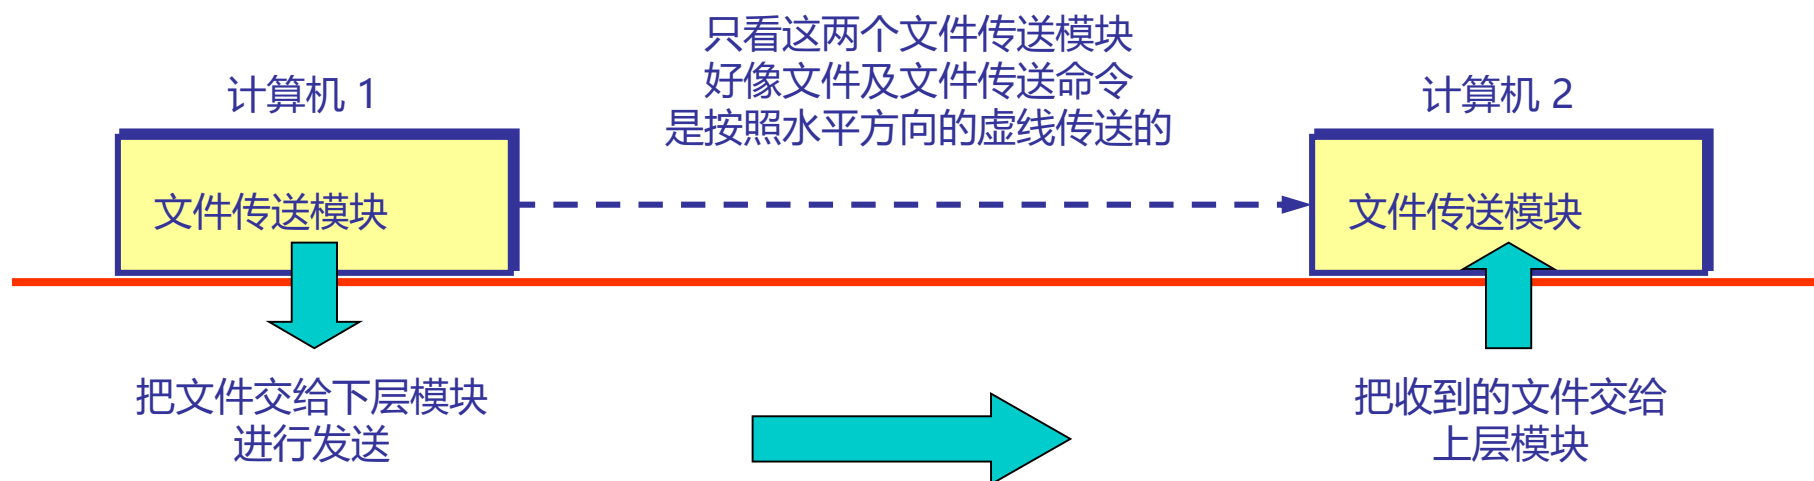 只看这两个文件传送模块
好像文件及文件传送命令
是按照水平方向的虚线传送的
计算机 1
计算机 2
文件传送模块
文件传送模块
把文件交给下层模块
进行发送
把收到的文件交给
上层模块